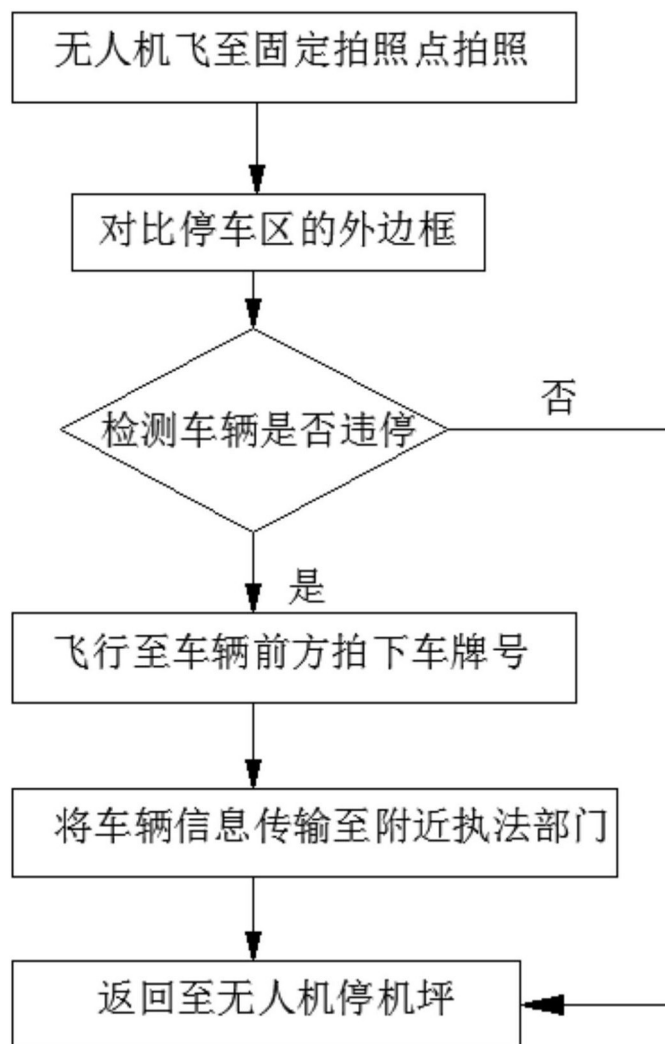 无人机飞至固定拍照点拍照
对比停车区的外边框
检测车辆是否违停
否
是
飞行至车辆前方拍下车牌号
将车辆信息传输至附近执法部门
返回至无人机停机坪